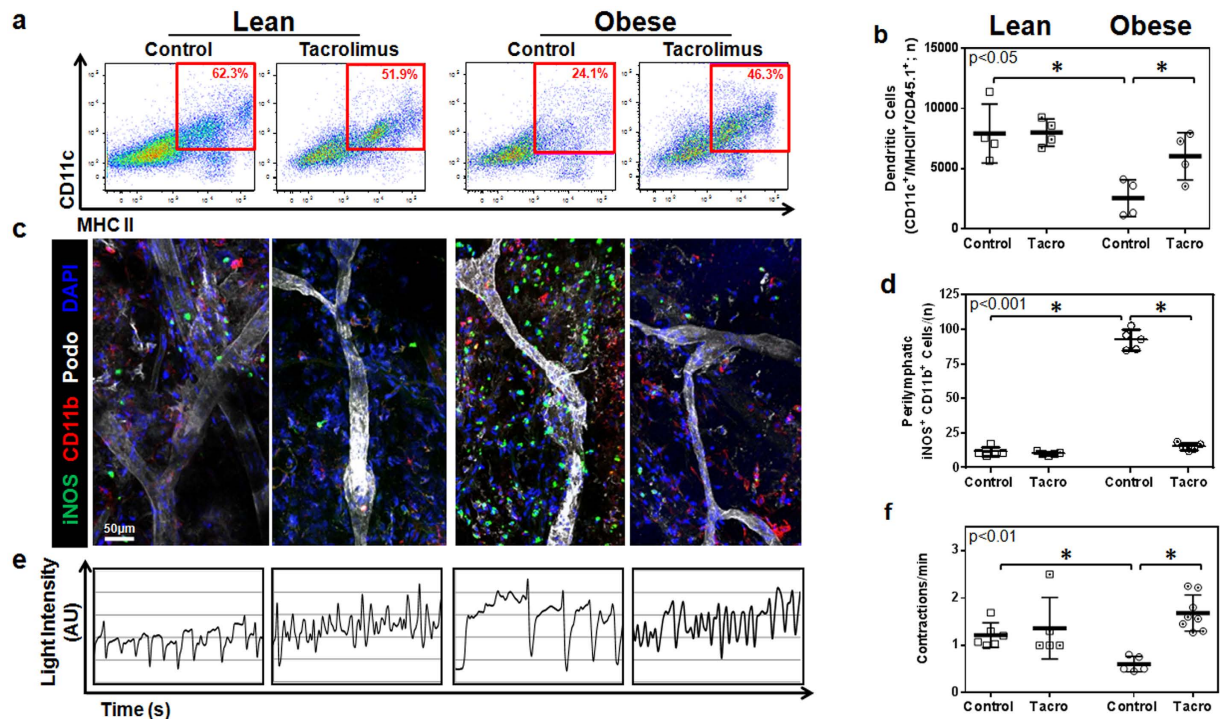 a
Lean
Obese
Control
Tacrolimus
Control
Tacrolimus
62.3%
51.9%
24.1%
46.3%
CD11c
MHC II
b
Lean
Obese
p<0.05
*
*
15000
10000
5000
0
Dendritic Cells
(CD11c+/MHCII+/CD45.1+; n)
Control
Tacro
Control
Tacro
c
iNOS CD11b Podo DAPI
50µm
d
p<0.001
*
*
125
100
75
50
25
0
Perilymphatic
iNOS+ CD11b+ Cells/(n)
Control
Tacro
Control
Tacro
e
Light Intensity
(AU)
Time (s)
f
p<0.01
*
*
3
2
1
0
Contractions/min
Control
Tacro
Control
Tacro